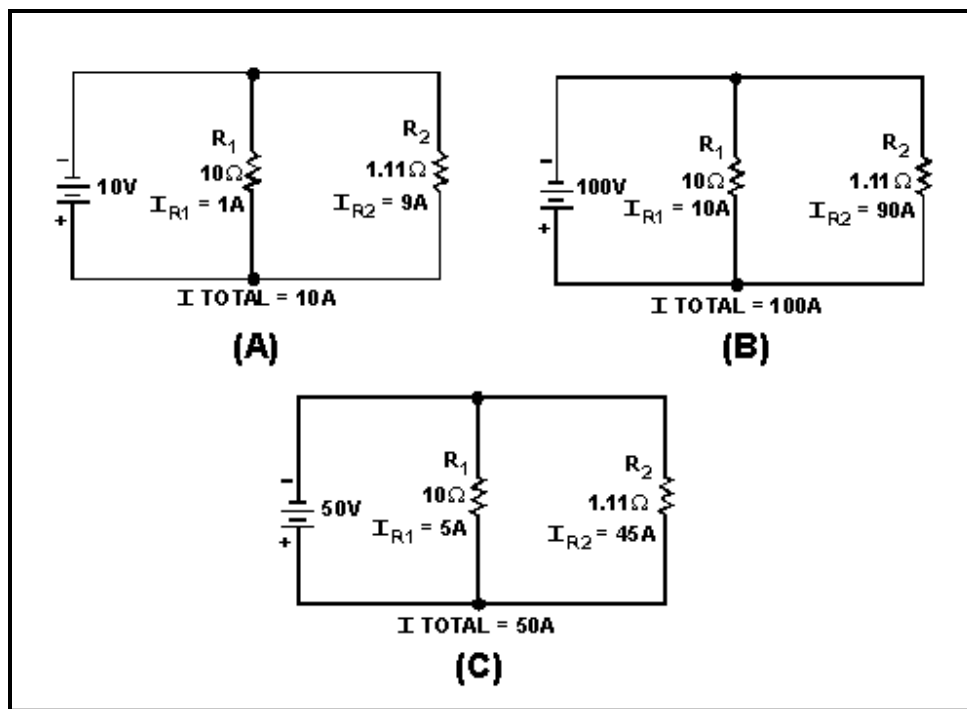 R1
10Ω
IR1 = 1A
R2
1.11Ω
IR2 = 9A
−
10V
+
I TOTAL = 10A
(A)
R1
10Ω
IR1 = 10A
R2
1.11Ω
IR2 = 90A
−
100V
+
I TOTAL = 100A
(B)
R1
10Ω
IR1 = 5A
R2
1.11Ω
IR2 = 45A
−
50V
+
I TOTAL = 50A
(C)